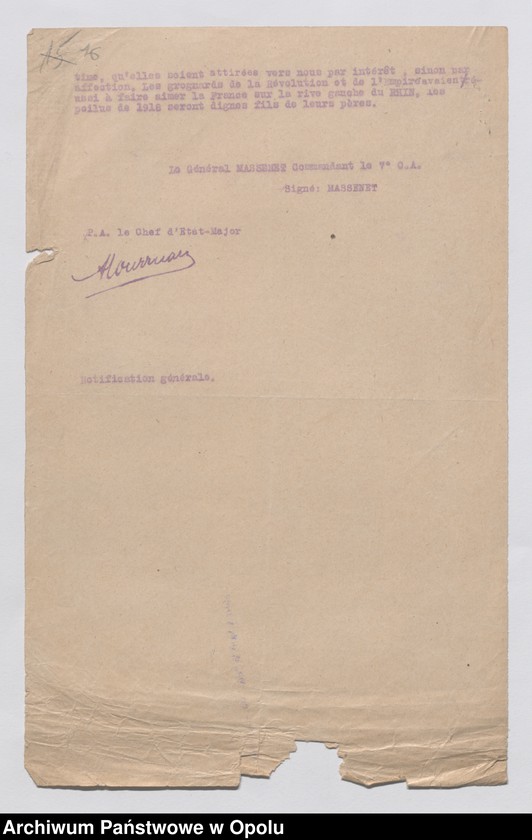 16
time, qu'elles soient attirées vers nous par intérêt, sinon par
affection. Les grognards de la Révolution et de l'Empire avaient
ussi à faire aimer la France sur la rive gauche du RHIN, Les
poilus de 1918 seront dignes fils de leurs pères.
Le Général MASSENET Commandant le V° C.A.
Signé: MASSENET
P.A. le Chef d'Etat-Major
Notification générale.
Archiwum Państwowe w Opolu